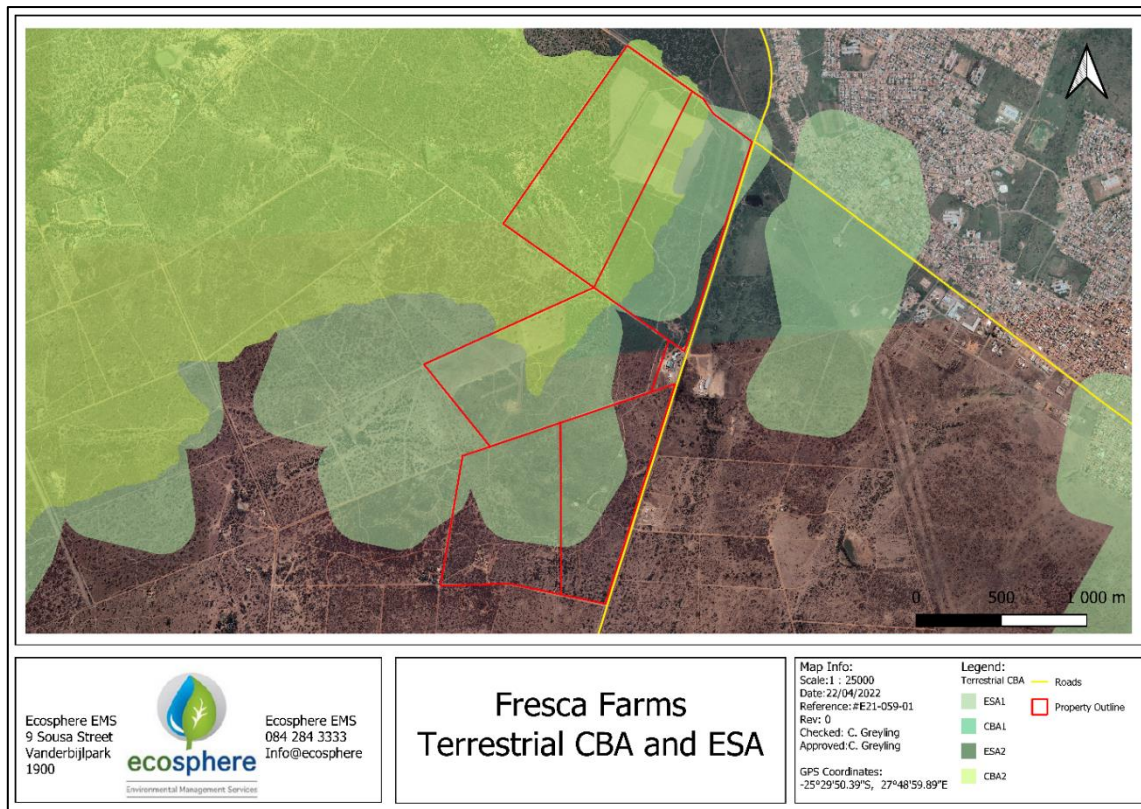 0 500 1 000 m
Ecosphere EMS
9 Sousa Street
Vanderbijlpark
1900
ecosphere
Environmental Management Services
Ecosphere EMS
084 284 3333
Info@ecosphere
Fresca Farms
Terrestrial CBA and ESA
Map Info:
Scale:1 : 25000
Date:22/04/2022
Reference:#E21-059-01
Rev: 0
Checked: C. Greyling
Approved:C. Greyling
GPS Coordinates:
-25°29'50.39"S, 27°48'59.89"E
Legend:
Terrestrial CBA
ESA1
CBA1
ESA2
CBA2
Roads
Property Outline